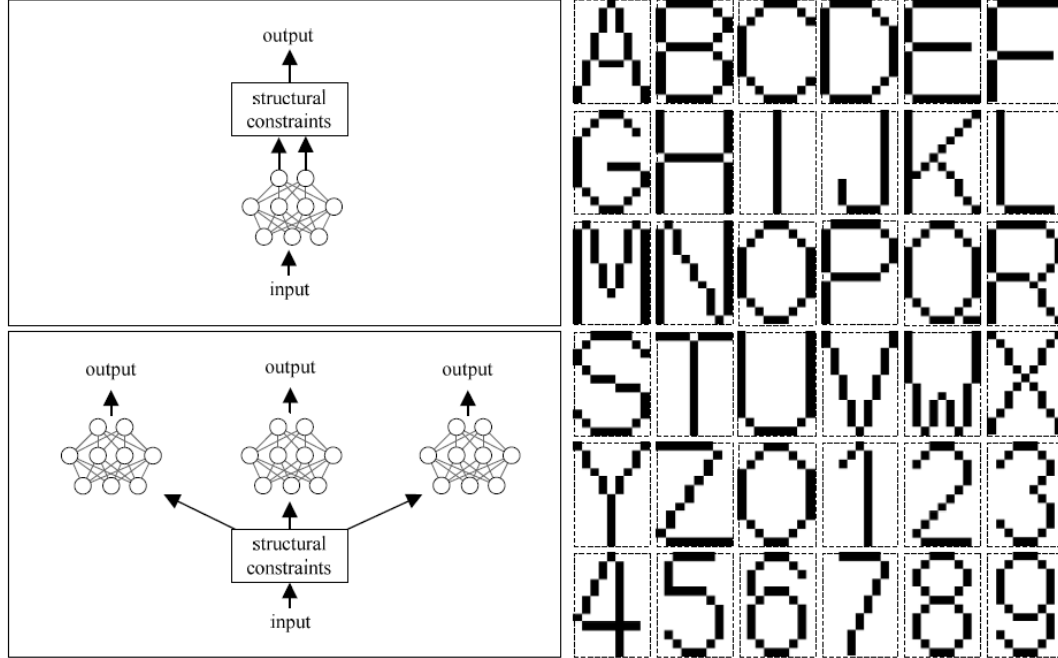 output
structural
constraints
input
output output output
structural
constraints
input
A B C D E F
G H I J K L
M N O P Q R
S T U V W X
Y Z 0 1 2 3
4 5 6 7 8 9